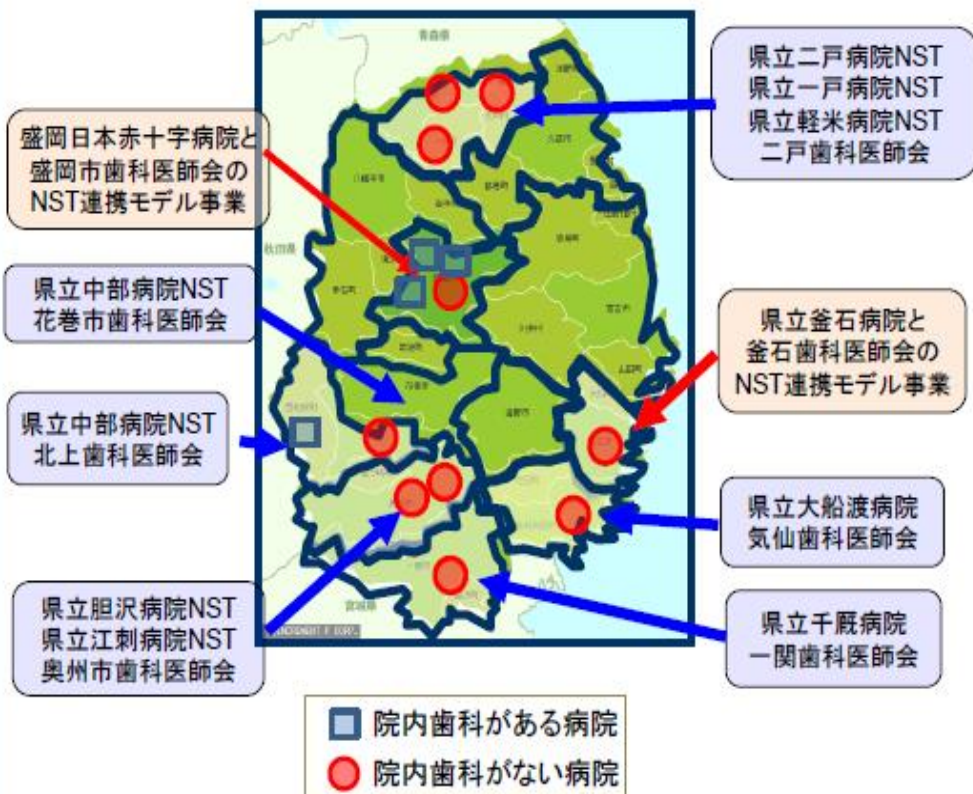 青森県
県立二戸病院NST
県立一戸病院NST
県立軽米病院NST
二戸歯科医師会
盛岡日本赤十字病院と
盛岡市歯科医師会の
NST連携モデル事業
秋田県
県立中部病院NST
花巻市歯科医師会
県立釜石病院と
釜石歯科医師会の
NST連携モデル事業
県立中部病院NST
北上歯科医師会
県立大船渡病院
気仙歯科医師会
県立胆沢病院NST
県立江刺病院NST
奥州市歯科医師会
宮城県
県立千厩病院
一関歯科医師会
院内歯科がある病院
院内歯科がない病院